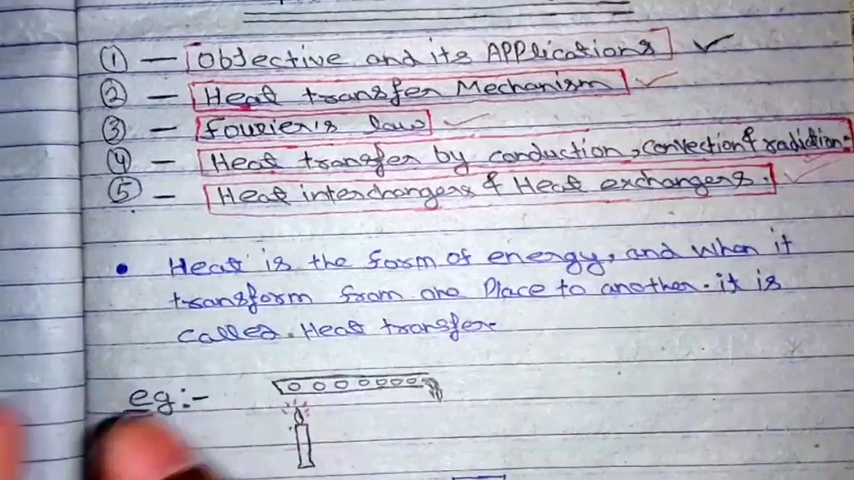 ① — Objective and its Applications ✓
② — Heat transfer Mechanism ✓
③ — Fourier's law ✓
④ — Heat transfer by conduction, convection & radiation:
⑤ — Heat interchangers & Heat exchangers. ✓
• Heat is the form of energy, and when it
transform from one Place to another. it is
called. Heat transfer.
eg:-